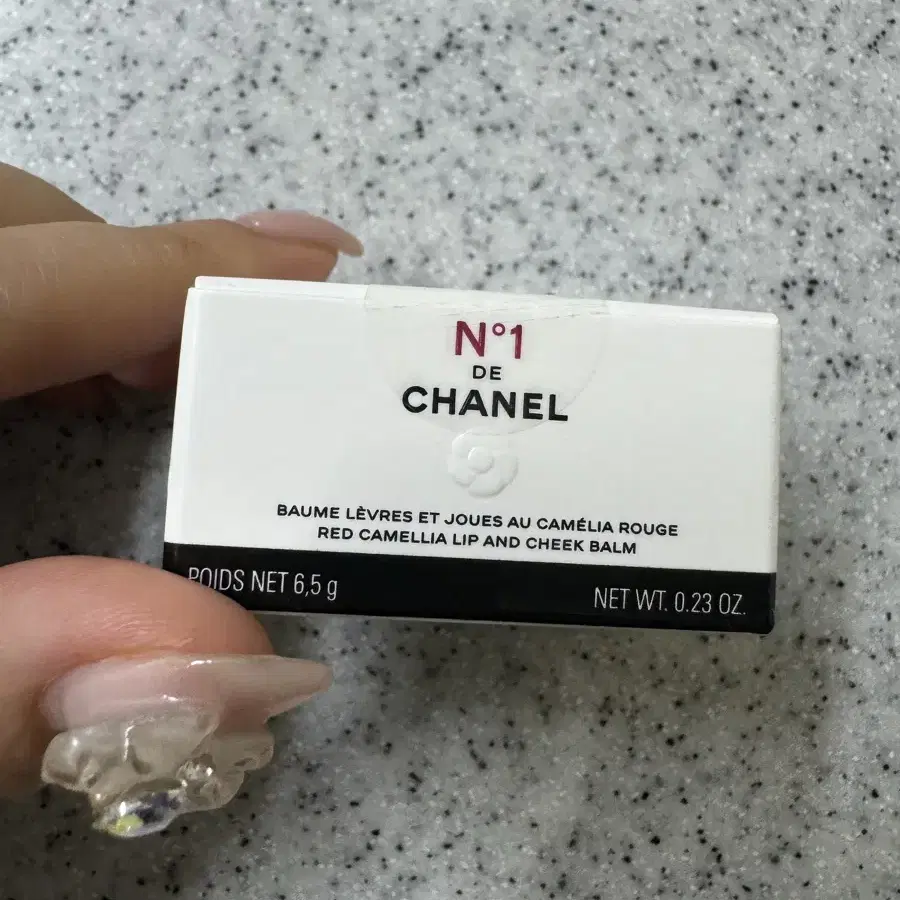 N°1
DE
CHANEL
BAUME LÈVRES ET JOUES AU CAMÉLIA ROUGE
RED CAMELLIA LIP AND CHEEK BALM
POIDS NET 6,5 g
NET WT. 0.23 OZ.